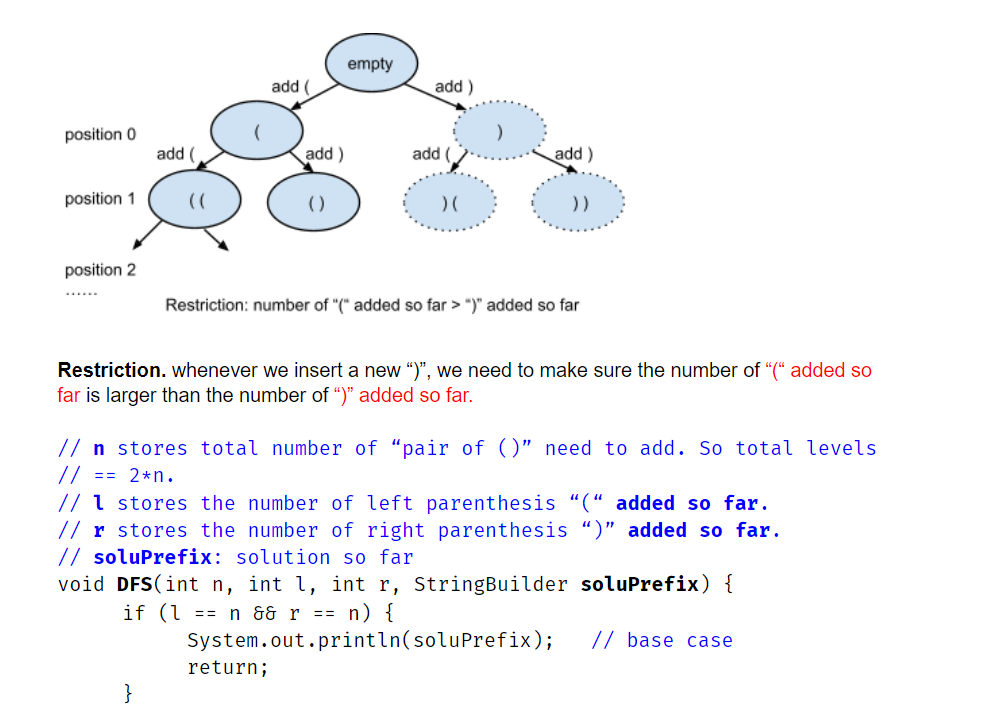 empty
add ( add )
position 0 ( )
add ( add ) add ( add )
position 1 (( () )( ))
position 2
......
Restriction: number of "(“ added so far > “)” added so far
Restriction. whenever we insert a new “)”, we need to make sure the number of “(“ added so
far is larger than the number of “)” added so far.
// n stores total number of “pair of ()” need to add. So total levels
// == 2*n.
// l stores the number of left parenthesis “(“ added so far.
// r stores the number of right parenthesis “)” added so far.
// soluPrefix: solution so far
void DFS(int n, int l, int r, StringBuilder soluPrefix) {
if (l == n && r == n) {
System.out.println(soluPrefix); // base case
return;
}